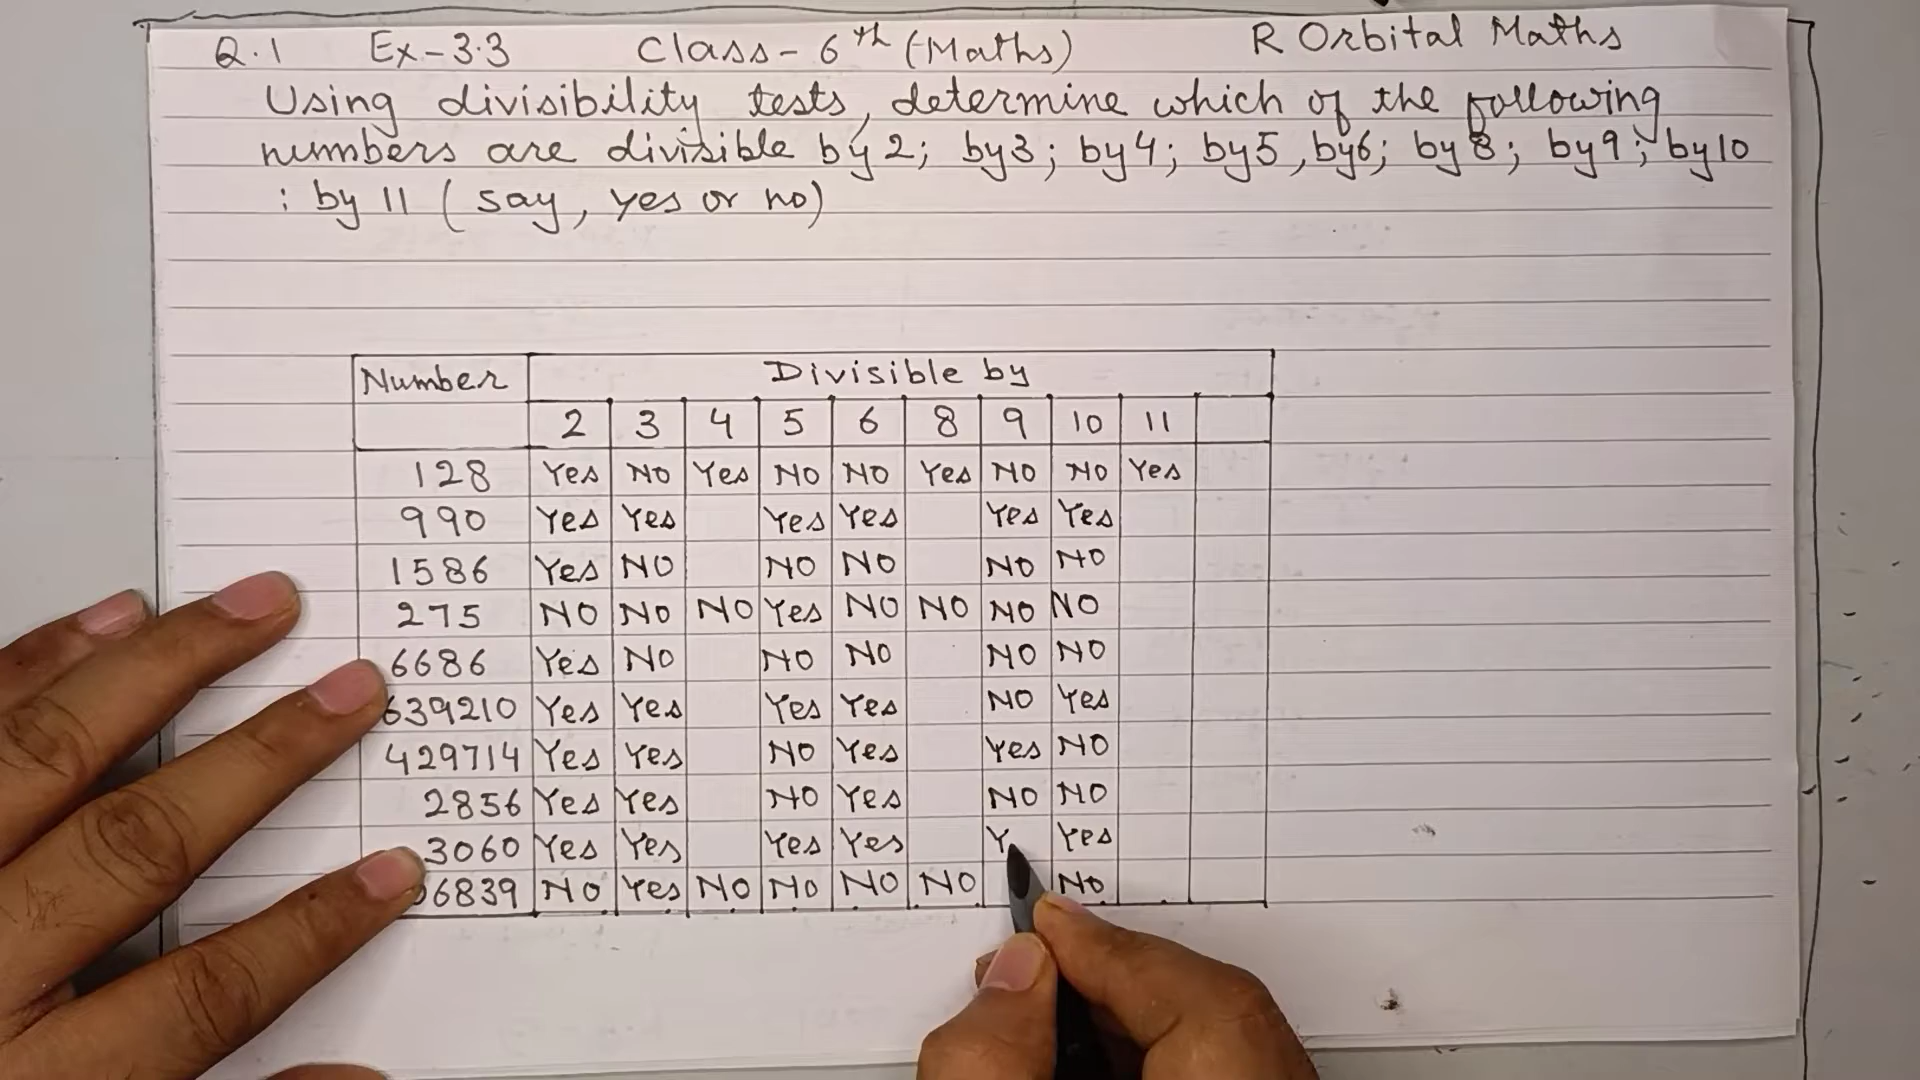 Q.1 Ex-3.3 Class-6th (Maths) R Orbital Maths
Using divisibility tests, determine which of the following
numbers are divisible by 2; by 3; by 4; by 5, by 6; by 8; by 9; by 10
; by 11 (say, yes or no)
Number Divisible by
2 3 4 5 6 8 9 10 11
128 Yes No Yes No No Yes No No Yes
990 Yes Yes Yes Yes Yes Yes
1586 Yes No No No No No
275 No No No Yes No No No No
6686 Yes No No No No No
639210 Yes Yes Yes Yes No Yes
429714 Yes Yes No Yes Yes No
2856 Yes Yes No Yes No No
3060 Yes Yes Yes Yes Y Yes
6839 No Yes No No No No No